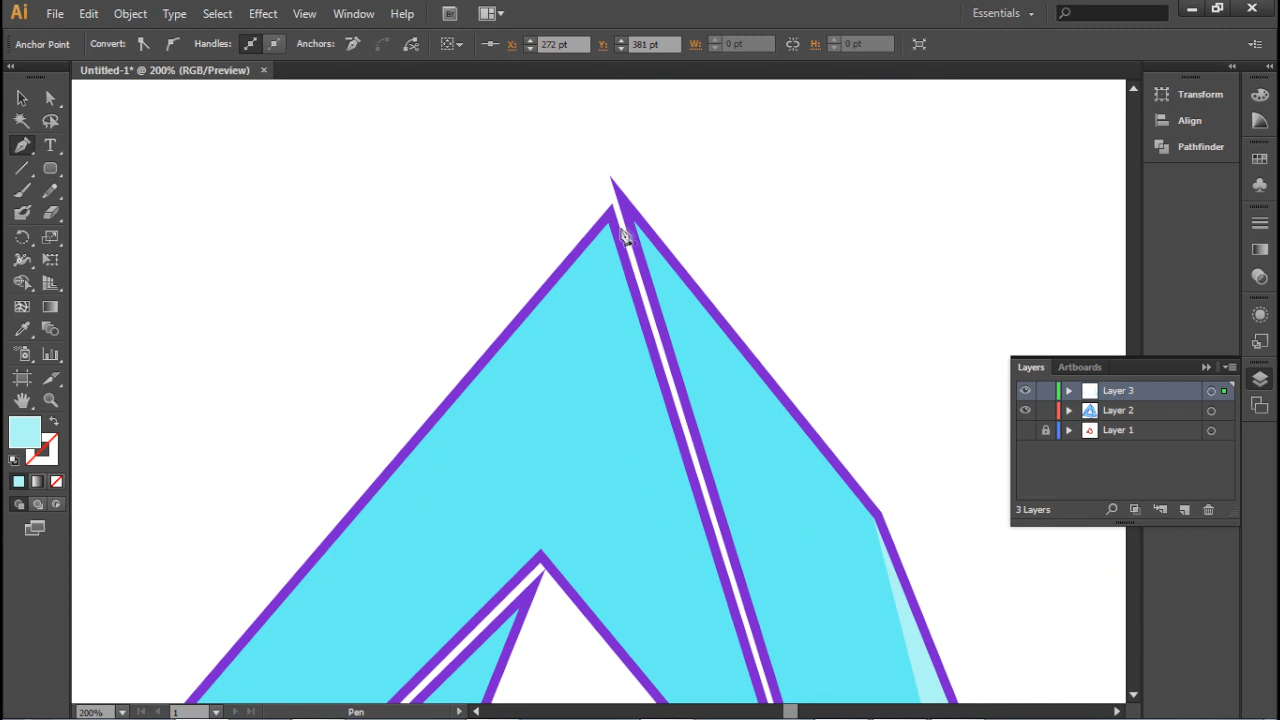 Ai File Edit Object Type Select Effect View Window Help Br Essentials
Anchor Point Convert: Handles: Anchors: X: 272 pt Y: 381 pt W: 0 pt H: 0 pt
Untitled-1* @ 200% (RGB/Preview) ×
Transform
Align
Pathfinder
T
Layers Artboards
Layer 3
Layer 2
Layer 1
3 Layers
200% 1 Pen